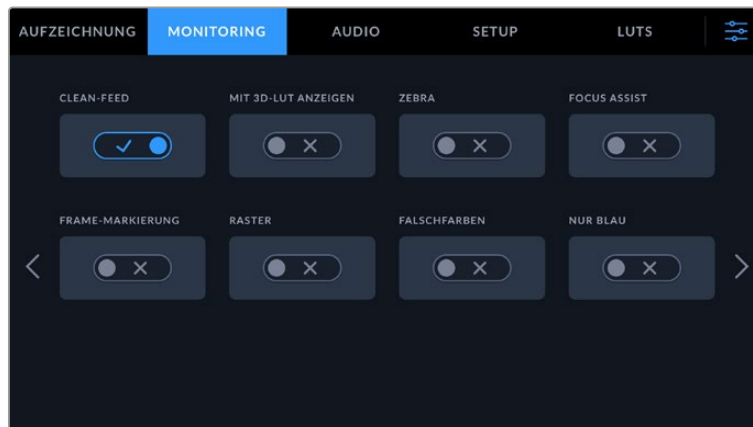 AUFZEICHNUNG MONITORING AUDIO SETUP LUTS
CLEAN-FEED MIT 3D-LUT ANZEIGEN ZEBRA FOCUS ASSIST
FRAME-MARKIERUNG RASTER FALSCHFARBEN NUR BLAU